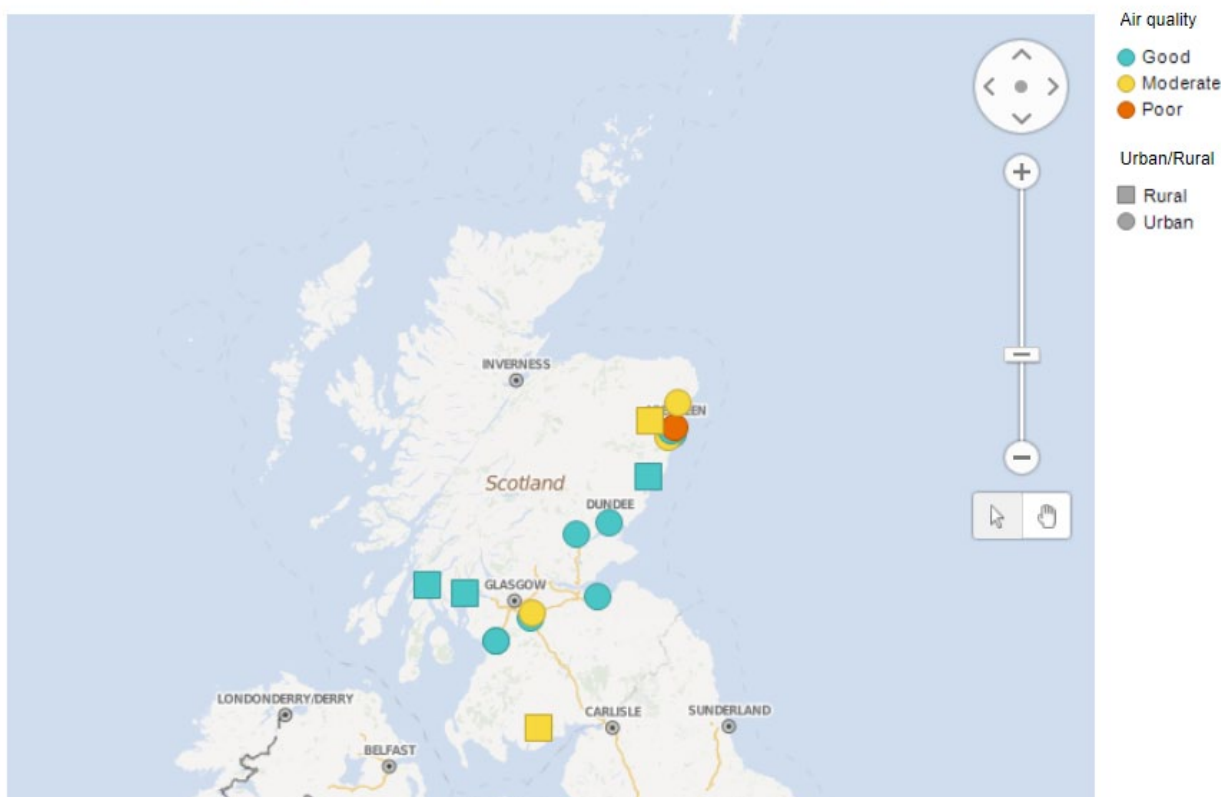 Air quality
Good
Moderate
Poor
Urban/Rural
Rural
Urban
INVERNESS
Scotland
DUNDEE
GLASGOW
LONDONDERRY/DERRY
CARLISLE
SUNDERLAND
BELFAST